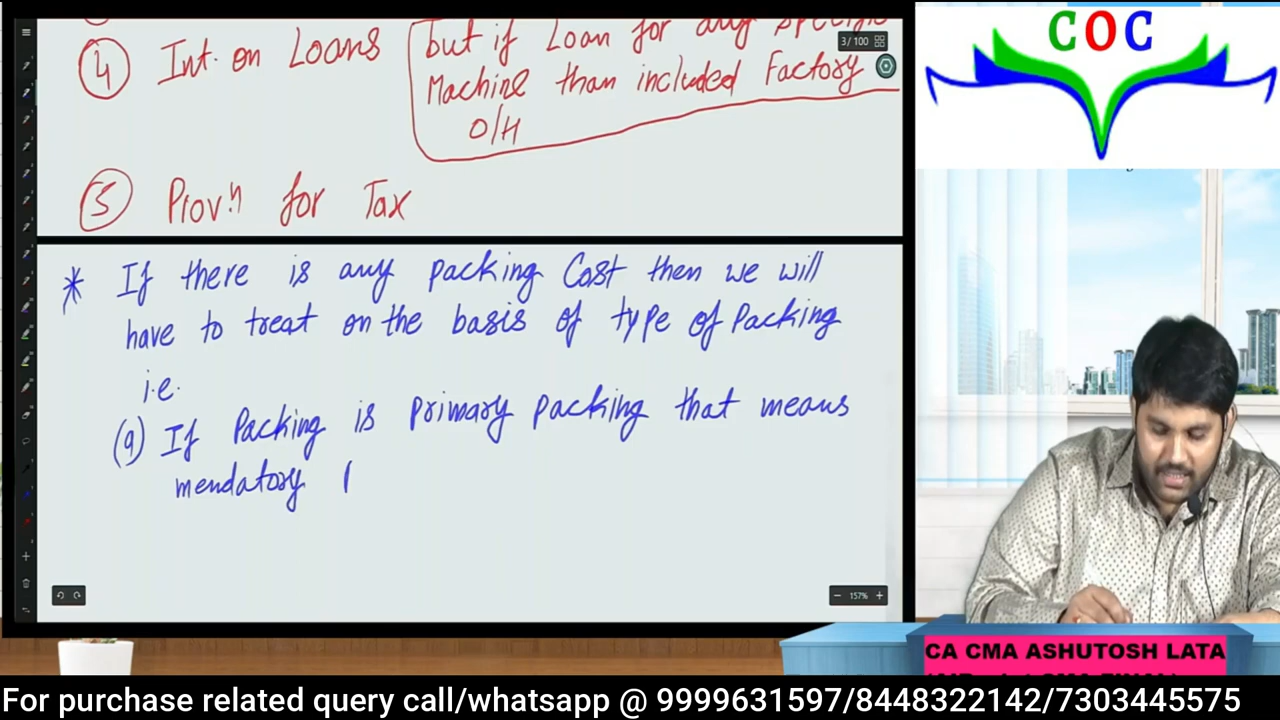 4 Int. on Loans
but if Loan for any specific
Machine than included Factory
O/H
5 Prov:n for Tax
3 / 100
* If there is any packing Cost then we will
have to treat on the basis of type of Packing
i.e.
(a) If Packing is primary packing that means
mendatory (
157%
COC
CA CMA ASHUTOSH LATA
For purchase related query call/whatsapp @ 9999631597/8448322142/7303445575